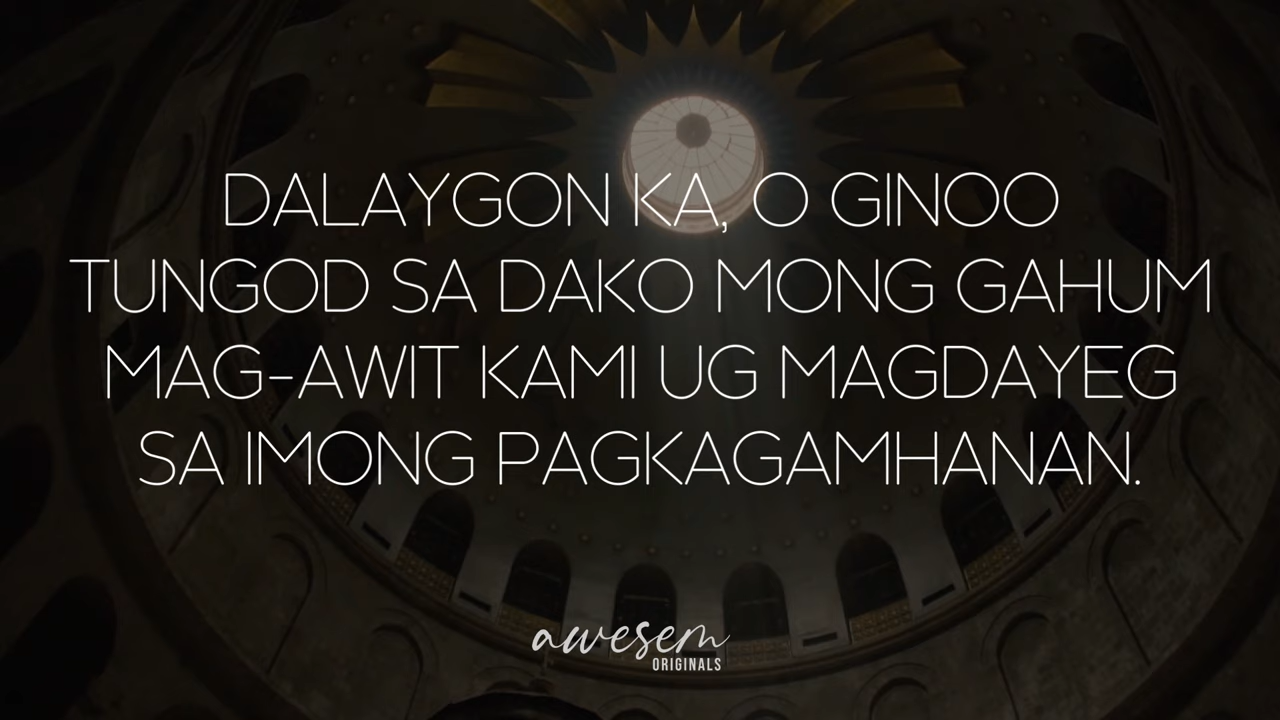 DALAYGON KA, O GINOO
TUNGOD SA DAKO MONG GAHUM
MAG-AWIT KAMI UG MAGDAYEG
SA IMONG PAGKAGAMHANAN.
awesem
ORIGINALS